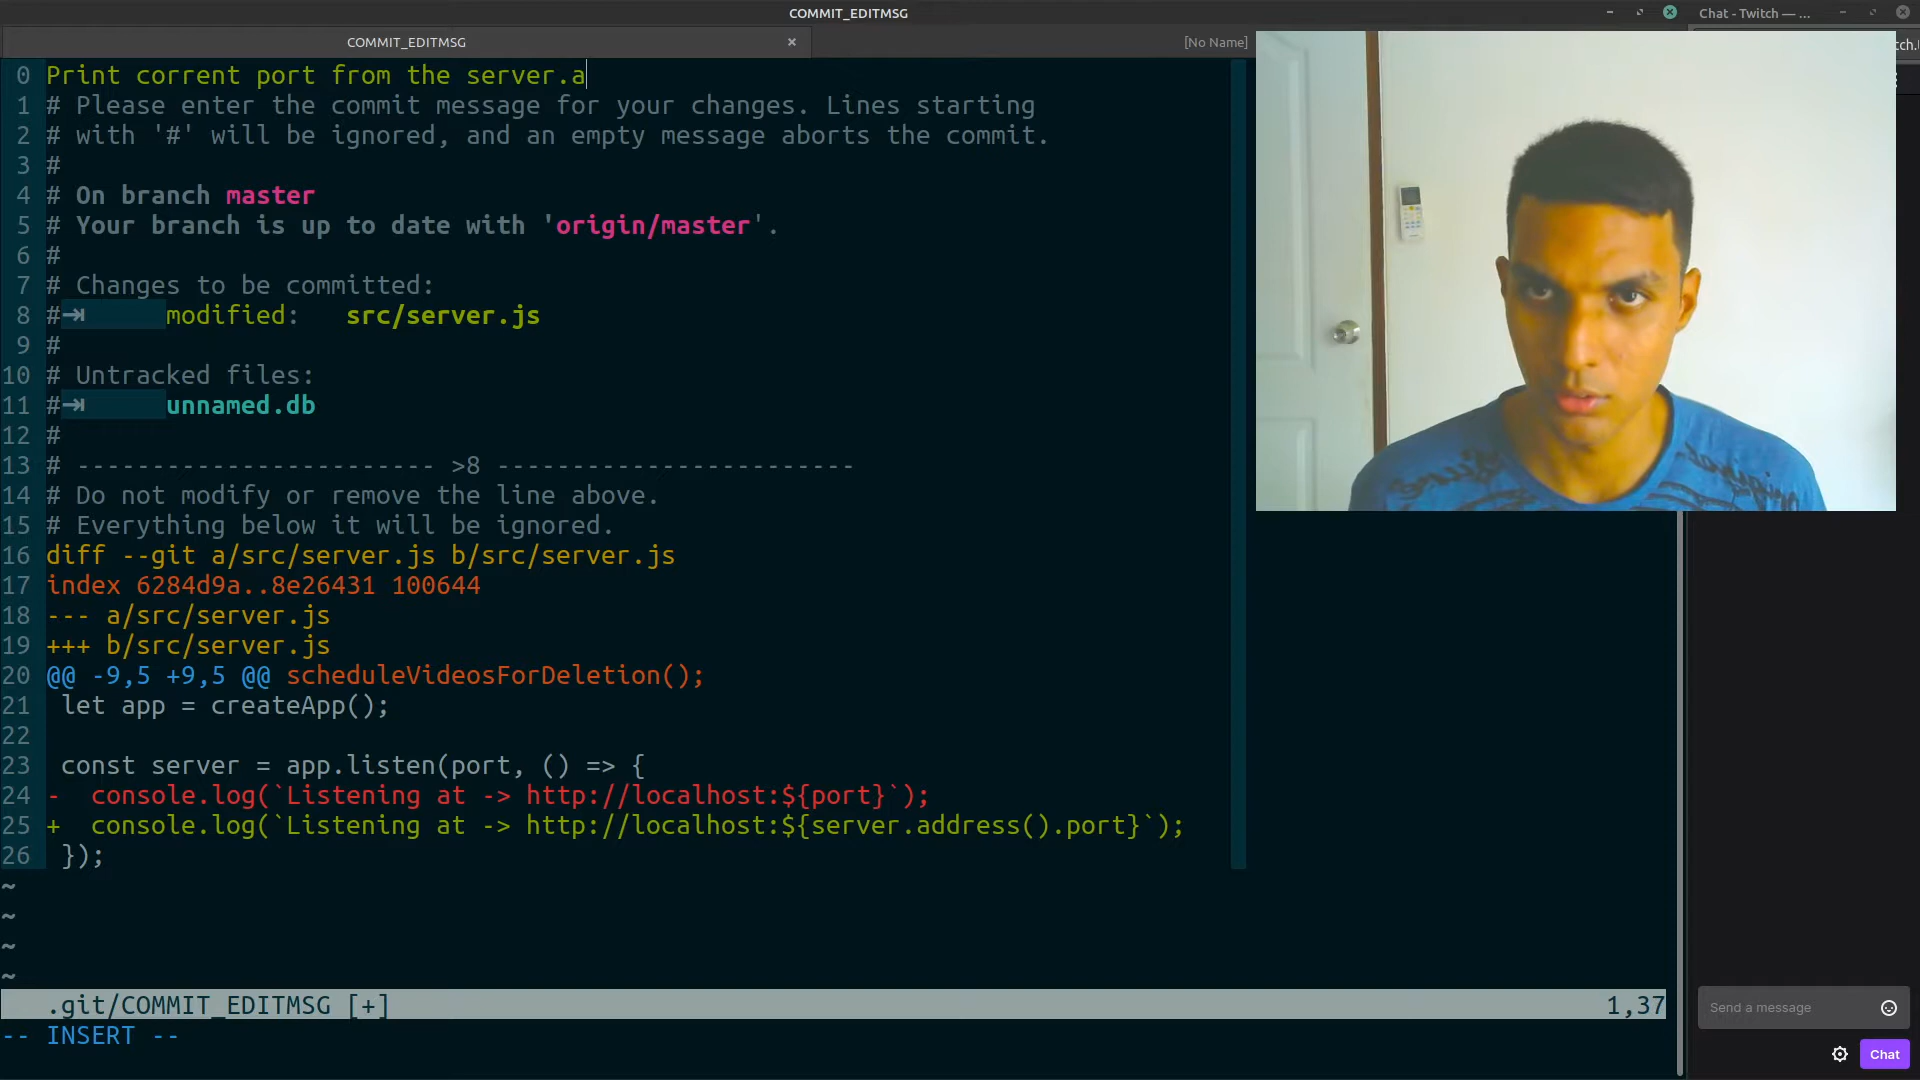 COMMIT_EDITMSG
Chat - Twitch — ...
COMMIT_EDITMSG ×
[No Name]
tch.
0 Print corrent port from the server.a
1 # Please enter the commit message for your changes. Lines starting
2 # with '#' will be ignored, and an empty message aborts the commit.
3 #
4 # On branch master
5 # Your branch is up to date with 'origin/master'.
6 #
7 # Changes to be committed:
8 #⇥ modified:   src/server.js
9 #
10 # Untracked files:
11 #⇥ unnamed.db
12 #
13 # ------------------------ >8 ------------------------
14 # Do not modify or remove the line above.
15 # Everything below it will be ignored.
16 diff --git a/src/server.js b/src/server.js
17 index 6284d9a..8e26431 100644
18 --- a/src/server.js
19 +++ b/src/server.js
20 @@ -9,5 +9,5 @@ scheduleVideosForDeletion();
21  let app = createApp();
22
23  const server = app.listen(port, () => {
24 -  console.log(`Listening at -> http://localhost:${port}`);
25 +  console.log(`Listening at -> http://localhost:${server.address().port}`);
26  });
~
~
~
~
.git/COMMIT_EDITMSG [+] 1,37
-- INSERT --
Send a message
Chat